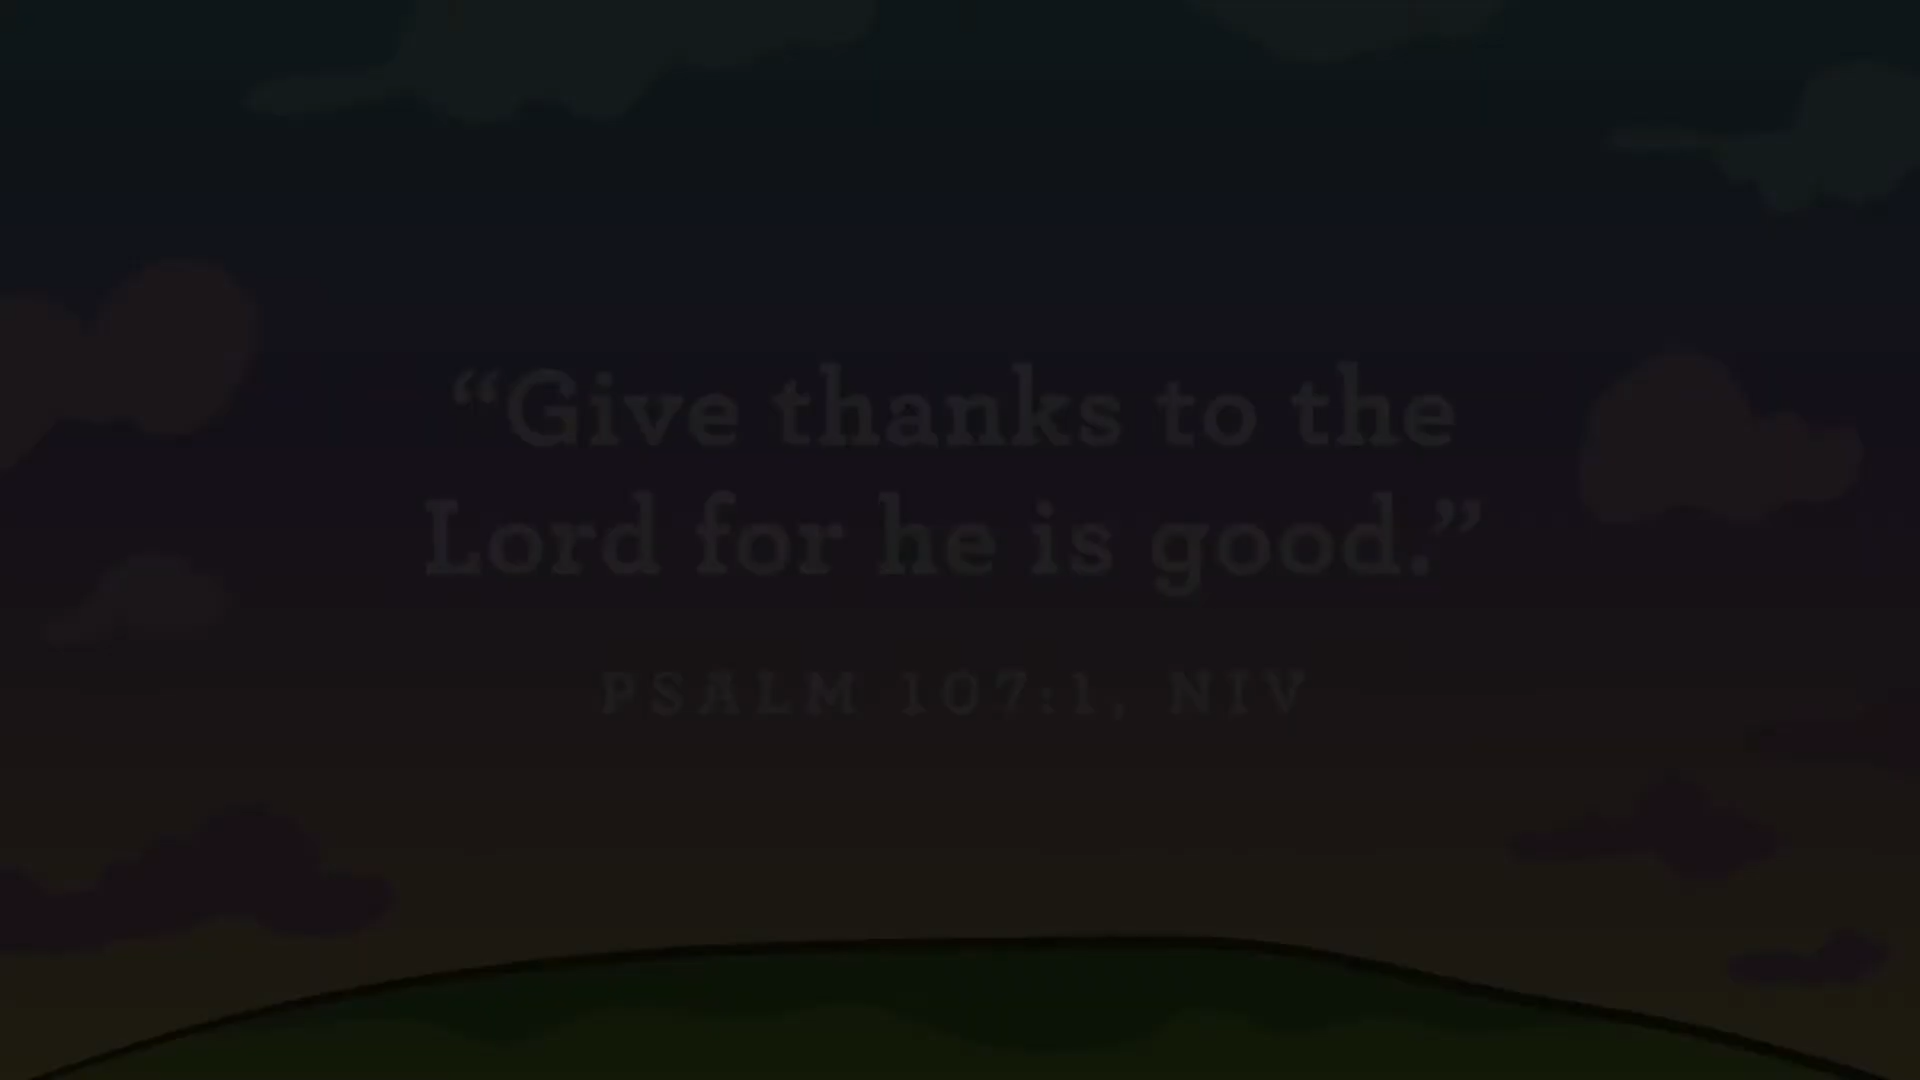 “Give thanks to the
Lord for he is good.”
PSALM 107:1, NIV